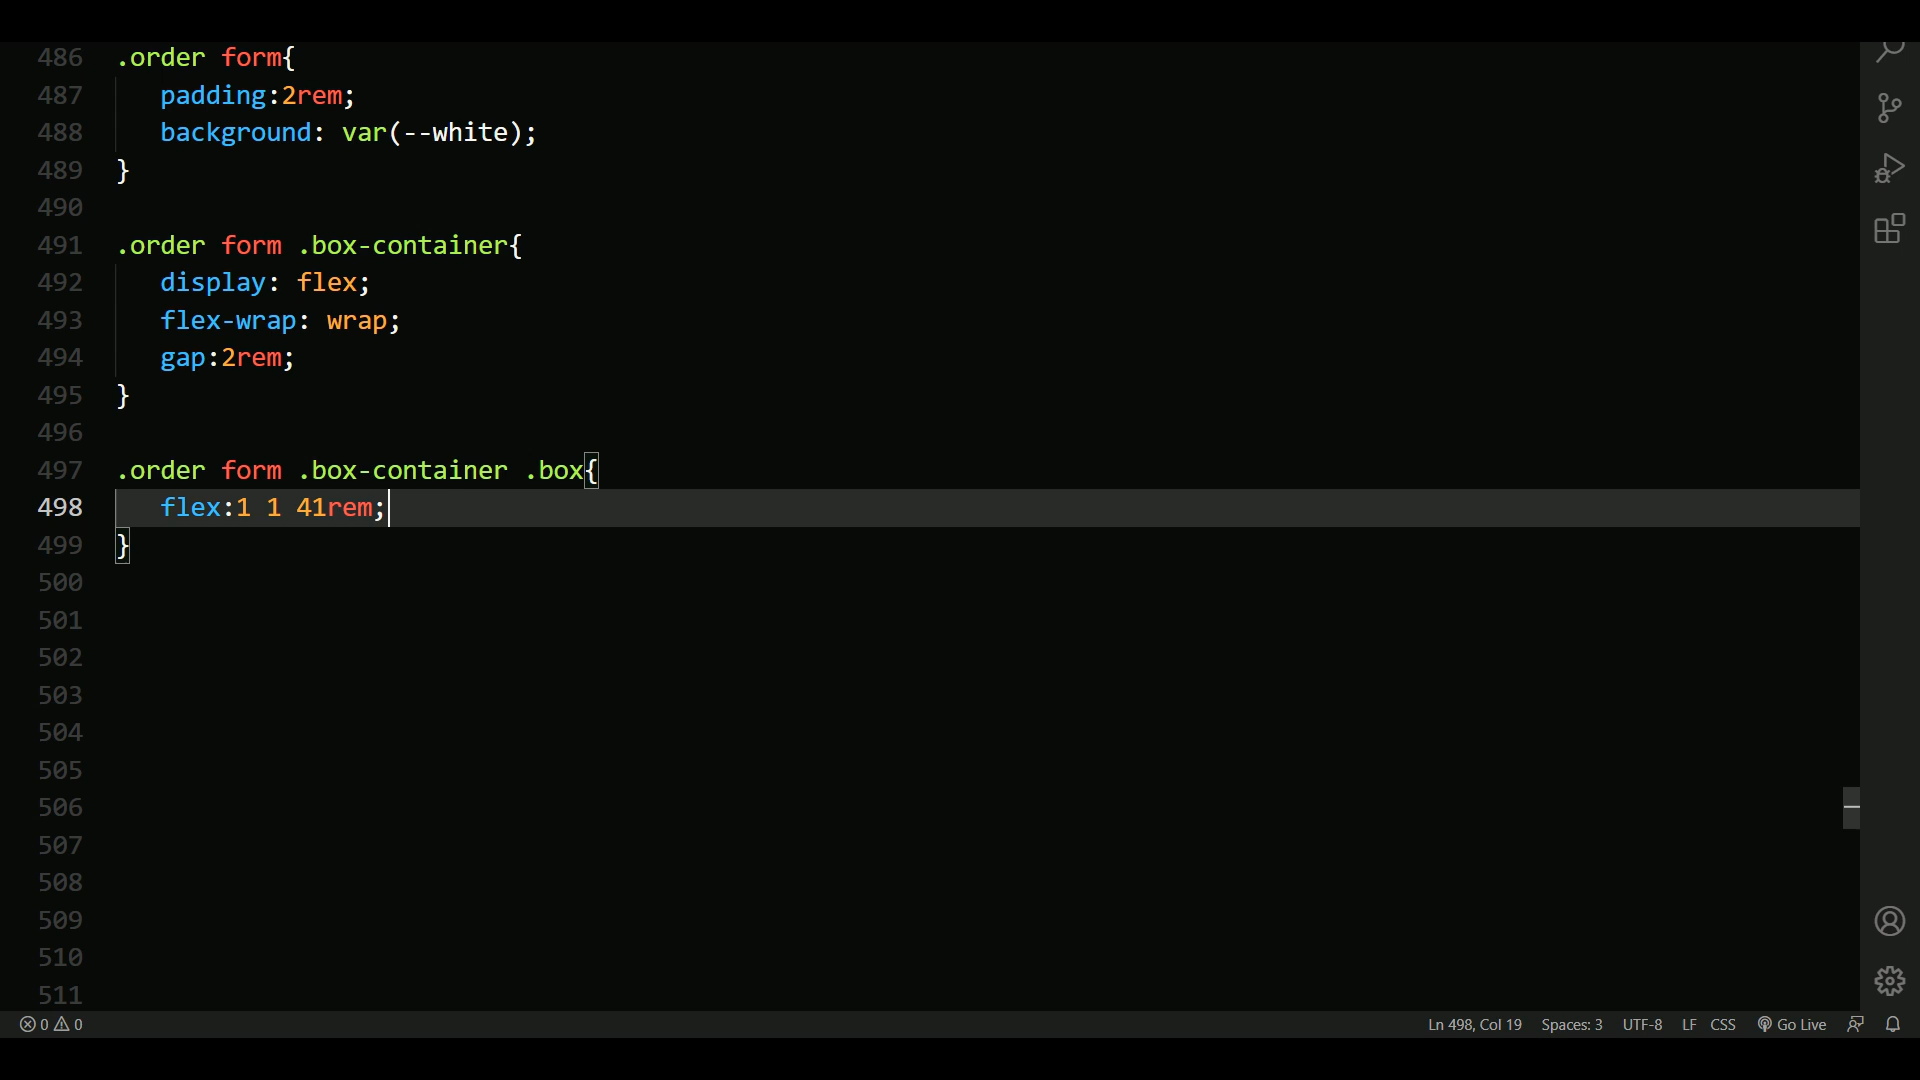 486 .order form{
487 padding:2rem;
488 background: var(--white);
489 }
490
491 .order form .box-container{
492 display: flex;
493 flex-wrap: wrap;
494 gap:2rem;
495 }
496
497 .order form .box-container .box{
498 flex:1 1 41rem;
499 }
500
501
502
503
504
505
506
507
508
509
510
511
0 0 Ln 498, Col 19 Spaces: 3 UTF-8 LF CSS Go Live